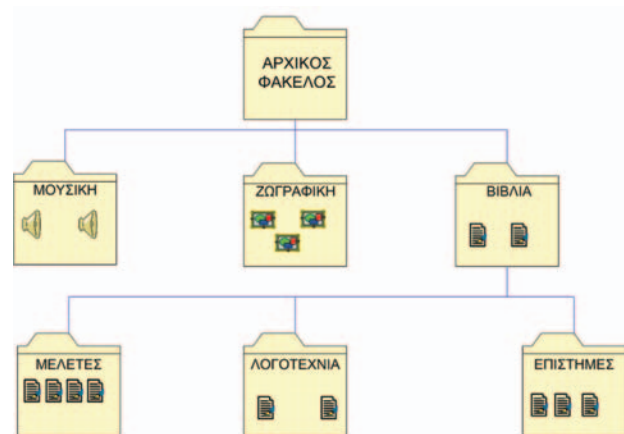 ΑΡΧΙΚΟΣ
ΦΑΚΕΛΟΣ
ΜΟΥΣΙΚΗ
ΖΩΓΡΑΦΙΚΗ
ΒΙΒΛΙΑ
ΜΕΛΕΤΕΣ
ΛΟΓΟΤΕΧΝΙΑ
ΕΠΙΣΤΗΜΕΣ